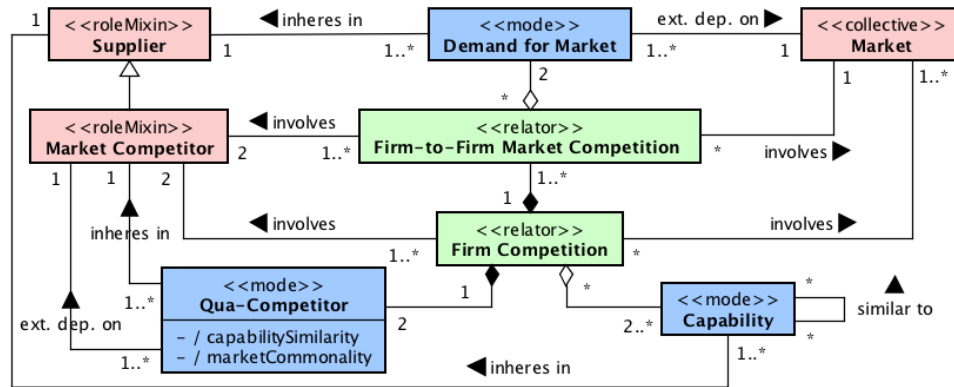 1
<<roleMixin>>
Supplier
◀ inheres in
1
1..*
<<mode>>
Demand for Market
ext. dep. on ▶
1..*
1
<<collective>>
Market
2
*
1
1..*
<<roleMixin>>
Market Competitor
◀ involves
2
1..*
<<relator>>
Firm-to-Firm Market Competition
*
involves ▶
1
1
2
1..*
1
◀ involves
1..*
<<relator>>
Firm Competition
involves ▶
*
▲
inheres in
1..*
<<mode>>
Qua-Competitor
- / capabilitySimilarity
- / marketCommonality
1
2
*
2..*
<<mode>>
Capability
*
*
▲
similar to
▲
ext. dep. on
1..*
◀ inheres in
1..*